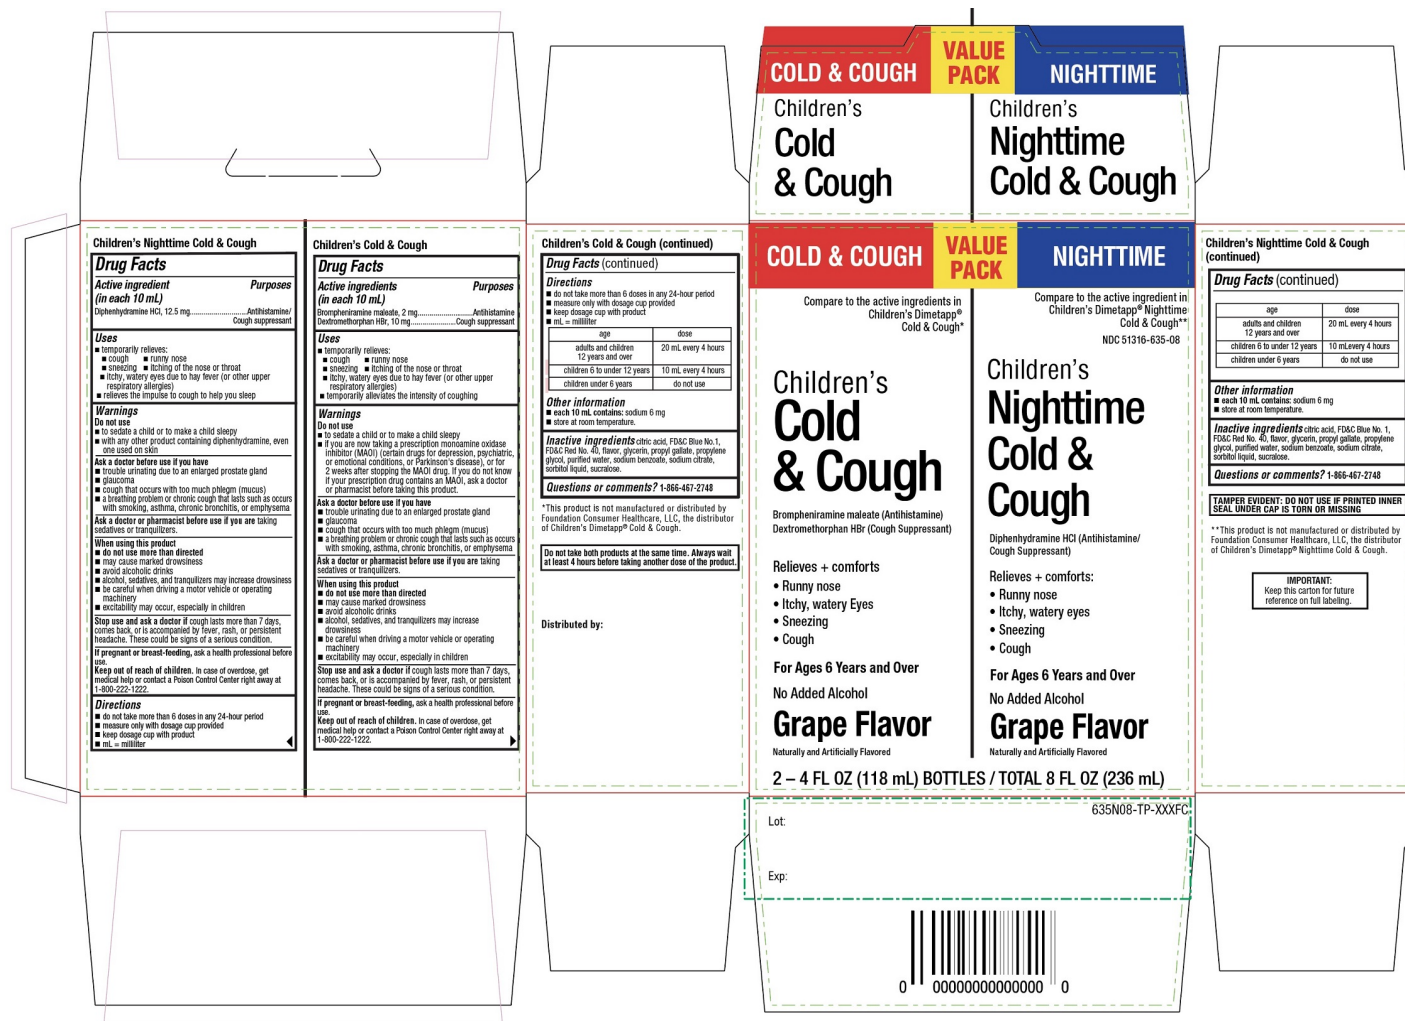 Children's Nighttime Cold & Cough
Drug Facts
Active ingredient Purposes
(in each 10 mL)
Diphenhydramine HCl, 12.5 mg.......................Antihistamine/
Cough suppressant
Uses
■ temporarily relieves:
■ cough ■ runny nose
■ sneezing ■ itching of the nose or throat
■ itchy, watery eyes due to hay fever (or other upper
respiratory allergies)
■ relieves the impulse to cough to help you sleep
Warnings
Do not use
■ to sedate a child or to make a child sleepy
■ with any other product containing diphenhydramine, even
one used on skin
Ask a doctor before use if you have
■ trouble urinating due to an enlarged prostate gland
■ glaucoma
■ cough that occurs with too much phlegm (mucus)
■ a breathing problem or chronic cough that lasts such as occurs
with smoking, asthma, chronic bronchitis, or emphysema
Ask a doctor or pharmacist before use if you are taking
sedatives or tranquilizers.
When using this product
■ do not use more than directed
■ may cause marked drowsiness
■ avoid alcoholic drinks
■ alcohol, sedatives, and tranquilizers may increase drowsiness
■ be careful when driving a motor vehicle or operating
machinery
■ excitability may occur, especially in children
Stop use and ask a doctor if cough lasts more than 7 days,
comes back, or is accompanied by fever, rash, or persistent
headache. These could be signs of a serious condition.
If pregnant or breast-feeding, ask a health professional before
use.
Keep out of reach of children. In case of overdose, get
medical help or contact a Poison Control Center right away at
1-800-222-1222.
Directions
■ do not take more than 6 doses in any 24-hour period
■ measure only with dosage cup provided
■ keep dosage cup with product
■ mL = milliliter
Children's Cold & Cough
Drug Facts
Active ingredients Purposes
(in each 10 mL)
Brompheniramine maleate, 2 mg......................Antihistamine
Dextromethorphan HBr, 10 mg.................Cough suppressant
Uses
■ temporarily relieves:
■ cough ■ runny nose
■ sneezing ■ itching of the nose or throat
■ itchy, watery eyes due to hay fever (or other upper
respiratory allergies)
■ temporarily alleviates the intensity of coughing
Warnings
Do not use
■ to sedate a child or to make a child sleepy
■ if you are now taking a prescription monoamine oxidase
inhibitor (MAOI) (certain drugs for depression, psychiatric,
or emotional conditions, or Parkinson's disease), or for
2 weeks after stopping the MAOI drug. If you do not know
if your prescription drug contains an MAOI, ask a doctor
or pharmacist before taking this product.
Ask a doctor before use if you have
■ trouble urinating due to an enlarged prostate gland
■ glaucoma
■ cough that occurs with too much phlegm (mucus)
■ a breathing problem or chronic cough that lasts such as occurs
with smoking, asthma, chronic bronchitis, or emphysema
Ask a doctor or pharmacist before use if you are taking
sedatives or tranquilizers.
When using this product
■ do not use more than directed
■ may cause marked drowsiness
■ avoid alcoholic drinks
■ alcohol, sedatives, and tranquilizers may increase
drowsiness
■ be careful when driving a motor vehicle or operating
machinery
■ excitability may occur, especially in children
Stop use and ask a doctor if cough lasts more than 7 days,
comes back, or is accompanied by fever, rash, or persistent
headache. These could be signs of a serious condition.
If pregnant or breast-feeding, ask a health professional before
use.
Keep out of reach of children. In case of overdose, get
medical help or contact a Poison Control Center right away at
1-800-222-1222.
Children's Cold & Cough (continued)
Drug Facts (continued)
Directions
■ do not take more than 6 doses in any 24-hour period
■ measure only with dosage cup provided
■ keep dosage cup with product
■ mL = milliliter
age dose
adults and children 20 mL every 4 hours
12 years and over
children 6 to under 12 years 10 mL every 4 hours
children under 6 years do not use
Other information
■ each 10 mL contains: sodium 6 mg
■ store at room temperature.
Inactive ingredients citric acid, FD&C Blue No.1,
FD&C Red No. 40, flavor, glycerin, propyl gallate, propylene
glycol, purified water, sodium benzoate, sodium citrate,
sorbitol liquid, sucralose.
Questions or comments? 1-866-467-2748
*This product is not manufactured or distributed by
Foundation Consumer Healthcare, LLC, the distributor
of Children's Dimetapp® Cold & Cough.
Do not take both products at the same time. Always wait
at least 4 hours before taking another dose of the product.
Distributed by:
COLD & COUGH
VALUE
PACK
NIGHTTIME
Children's
Cold
& Cough
Children's
Nighttime
Cold & Cough
COLD & COUGH
VALUE
PACK
NIGHTTIME
Compare to the active ingredients in
Children's Dimetapp®
Cold & Cough*
Children's
Cold
& Cough
Brompheniramine maleate (Antihistamine)
Dextromethorphan HBr (Cough Suppressant)
Relieves + comforts
• Runny nose
• Itchy, watery Eyes
• Sneezing
• Cough
For Ages 6 Years and Over
No Added Alcohol
Grape Flavor
Naturally and Artificially Flavored
Compare to the active ingredient in
Children's Dimetapp® Nighttime
Cold & Cough**
NDC 51316-635-08
Children's
Nighttime
Cold &
Cough
Diphenhydramine HCl (Antihistamine/
Cough Suppressant)
Relieves + comforts:
• Runny nose
• Itchy, watery eyes
• Sneezing
• Cough
For Ages 6 Years and Over
No Added Alcohol
Grape Flavor
Naturally and Artificially Flavored
2 – 4 FL OZ (118 mL) BOTTLES / TOTAL 8 FL OZ (236 mL)
635N08-TP-XXXFC
Lot:
Exp:
0 00000000000000 0
Children's Nighttime Cold & Cough
(continued)
Drug Facts (continued)
age dose
adults and children 20 mL every 4 hours
12 years and over
children 6 to under 12 years 10 mLevery 4 hours
children under 6 years do not use
Other information
■ each 10 mL contains: sodium 6 mg
■ store at room temperature.
Inactive ingredients citric acid, FD&C Blue No. 1,
FD&C Red No. 40, flavor, glycerin, propyl gallate, propylene
glycol, purified water, sodium benzoate, sodium citrate,
sorbitol liquid, sucralose.
Questions or comments? 1-866-467-2748
TAMPER EVIDENT: DO NOT USE IF PRINTED INNER
SEAL UNDER CAP IS TORN OR MISSING
**This product is not manufactured or distributed by
Foundation Consumer Healthcare, LLC, the distributor
of Children's Dimetapp® Nighttime Cold & Cough.
IMPORTANT:
Keep this carton for future
reference on full labeling.